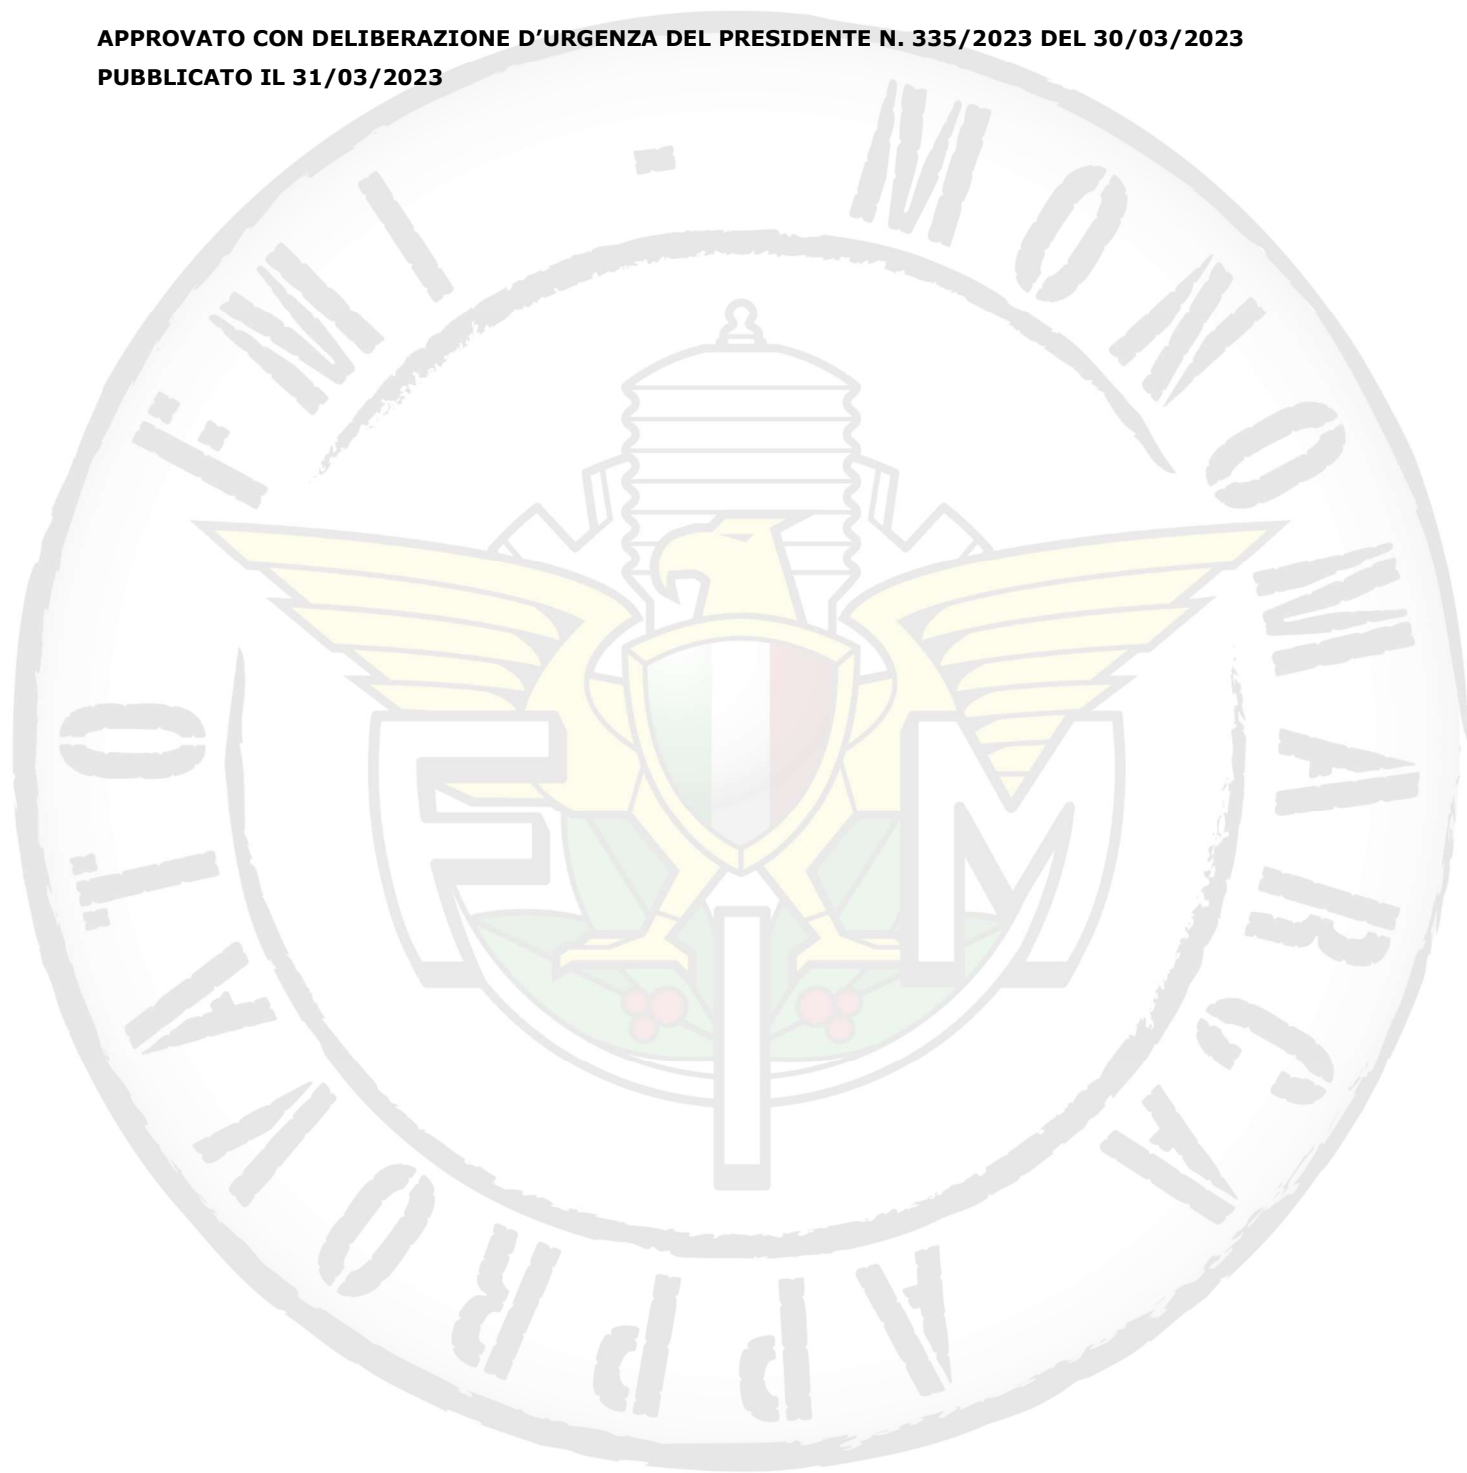 APPROVATO CON DELIBERAZIONE D’URGENZA DEL PRESIDENTE N. 335/2023 DEL 30/03/2023
PUBBLICATO IL 31/03/2023
FMI - MONOMARCA APPROVATO
F M I